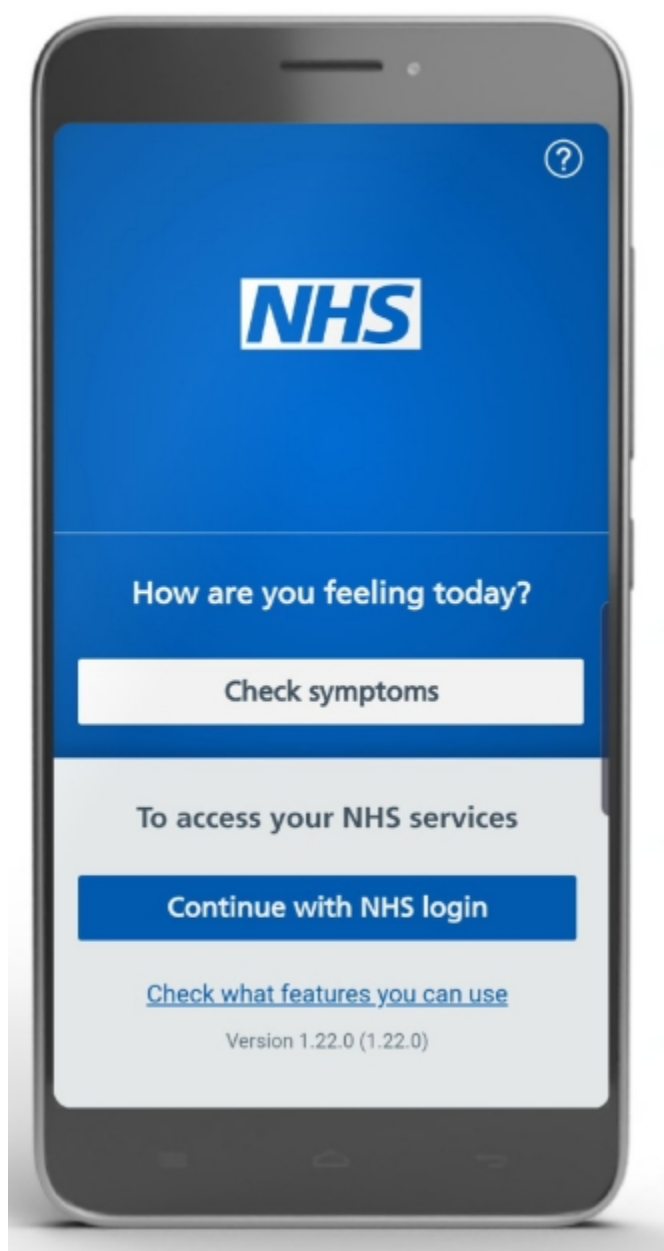 ?
NHS
How are you feeling today?
Check symptoms
To access your NHS services
Continue with NHS login
Check what features you can use
Version 1.22.0 (1.22.0)